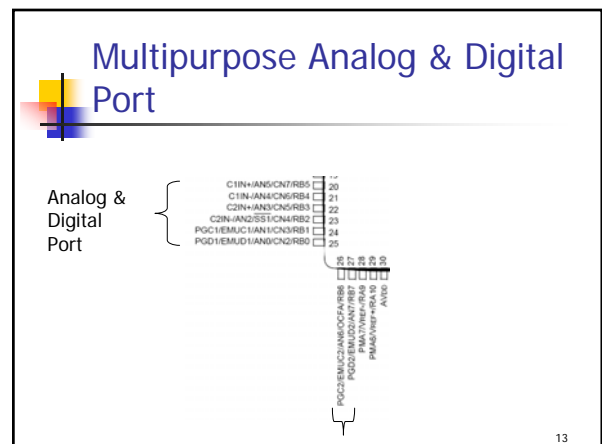 Multipurpose Analog & Digital
Port
Analog &
Digital
Port
C1IN+/AN5/CN7/RB5 20
C1IN-/AN4/CN6/RB4 21
C2IN+/AN3/CN5/RB3 22
C2IN-/AN2/SS1/CN4/RB2 23
PGC1/EMUC1/AN1/CN3/RB1 24
PGD1/EMUD1/AN0/CN2/RB0 25
26 PGC2/EMUC2/AN6/OCFA/RB6
27 PGD2/EMUD2/AN7/RB7
28 PMA7/VREF-/RA9
29 PMA6/VREF+/RA10
30 AVDD
13